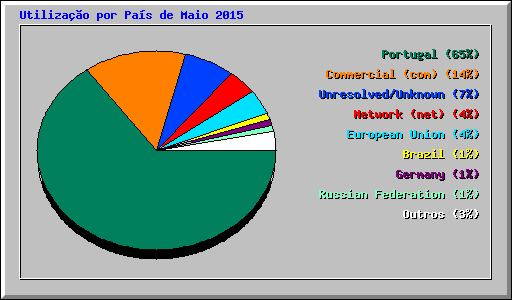 Utilização por País de Maio 2015
Portugal (65%)
Commercial (com) (14%)
Unresolved/Unknown (7%)
Network (net) (4%)
European Union (4%)
Brazil (1%)
Germany (1%)
Russian Federation (1%)
Outros (3%)